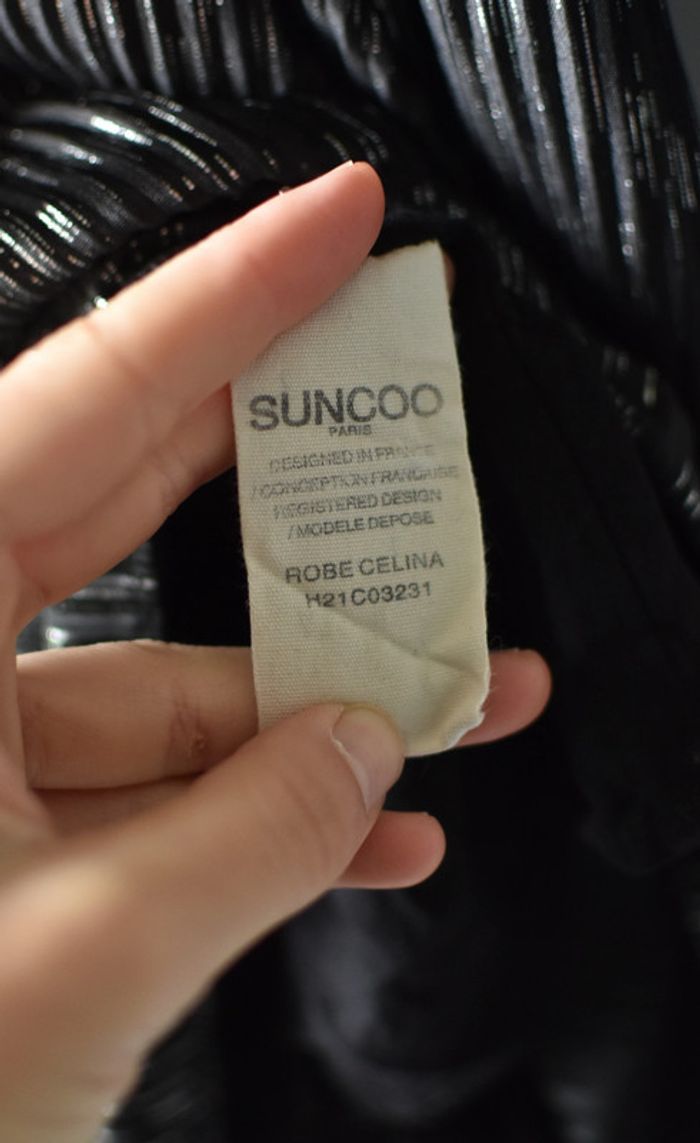 SUNCOO
PARIS
DESIGNED IN FRANCE
/ CONCEPTION FRANÇAISE
REGISTERED DESIGN
/ MODELE DEPOSE
ROBE CELINA
H21C03231